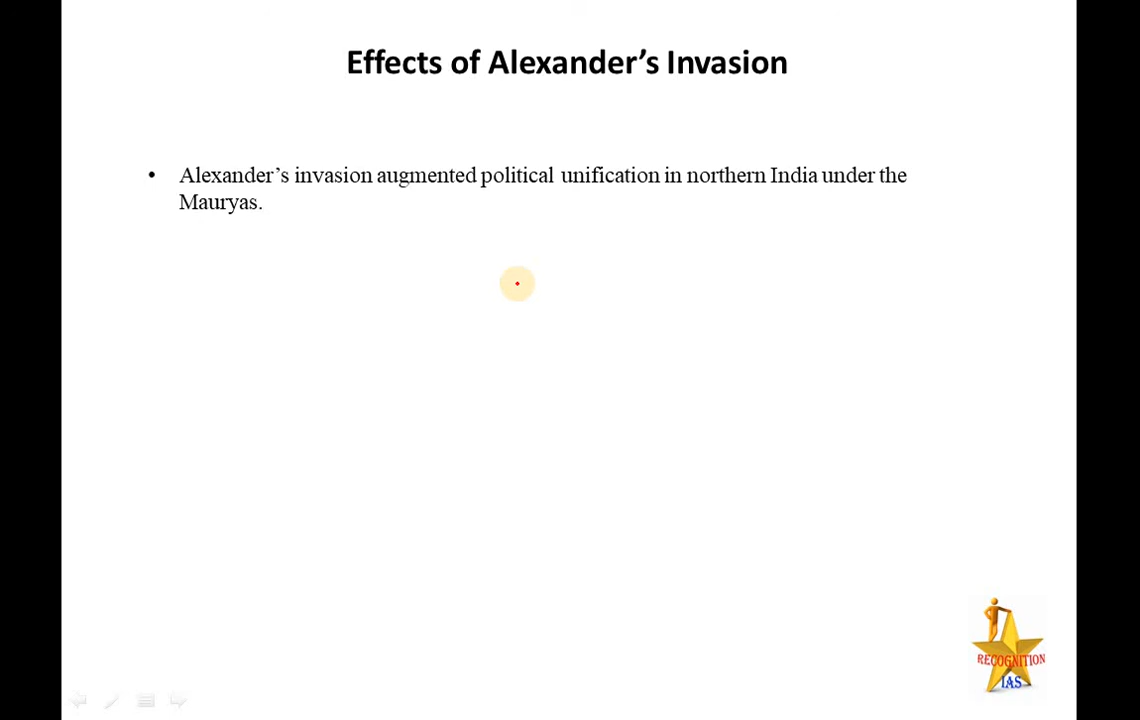 Effects of Alexander’s Invasion
• Alexander’s invasion augmented political unification in northern India under the
Mauryas.
RECOGNITION
IAS